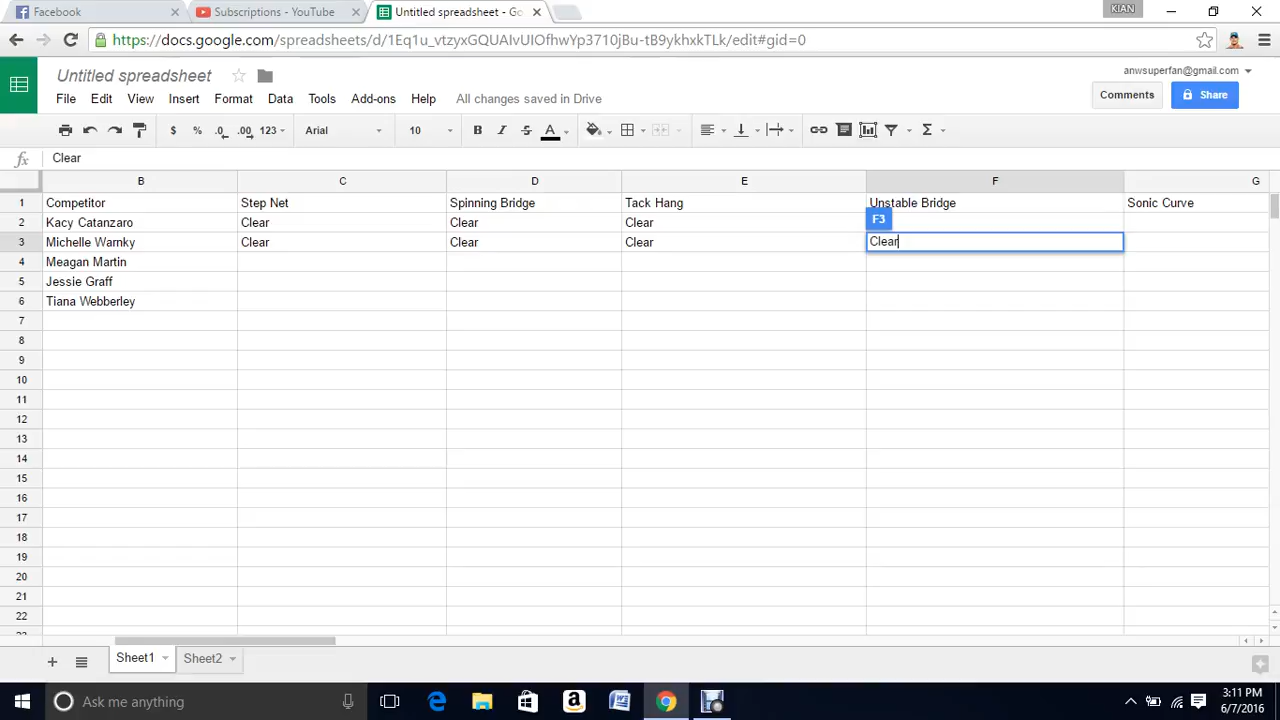 Facebook
Subscriptions - YouTube
Untitled spreadsheet - Go
KIAN
https://docs.google.com/spreadsheets/d/1Eq1u_vtzyxGQUAIvUIOfhwYp3710jBu-tB9ykhxkTLk/edit#gid=0
Untitled spreadsheet
anwsuperfan@gmail.com
File Edit View Insert Format Data Tools Add-ons Help All changes saved in Drive
Comments Share
$ % .0 .00 123 Arial 10 B I S A Σ
fx Clear
B C D E F G
1 Competitor Step Net Spinning Bridge Tack Hang Unstable Bridge Sonic Curve
2 Kacy Catanzaro Clear Clear Clear F3
3 Michelle Warnky Clear Clear Clear Clear
4 Meagan Martin
5 Jessie Graff
6 Tiana Webberley
7
8
9
10
11
12
13
14
15
16
17
18
19
20
21
22
23
Sheet1 Sheet2
Ask me anything
3:11 PM
6/7/2016